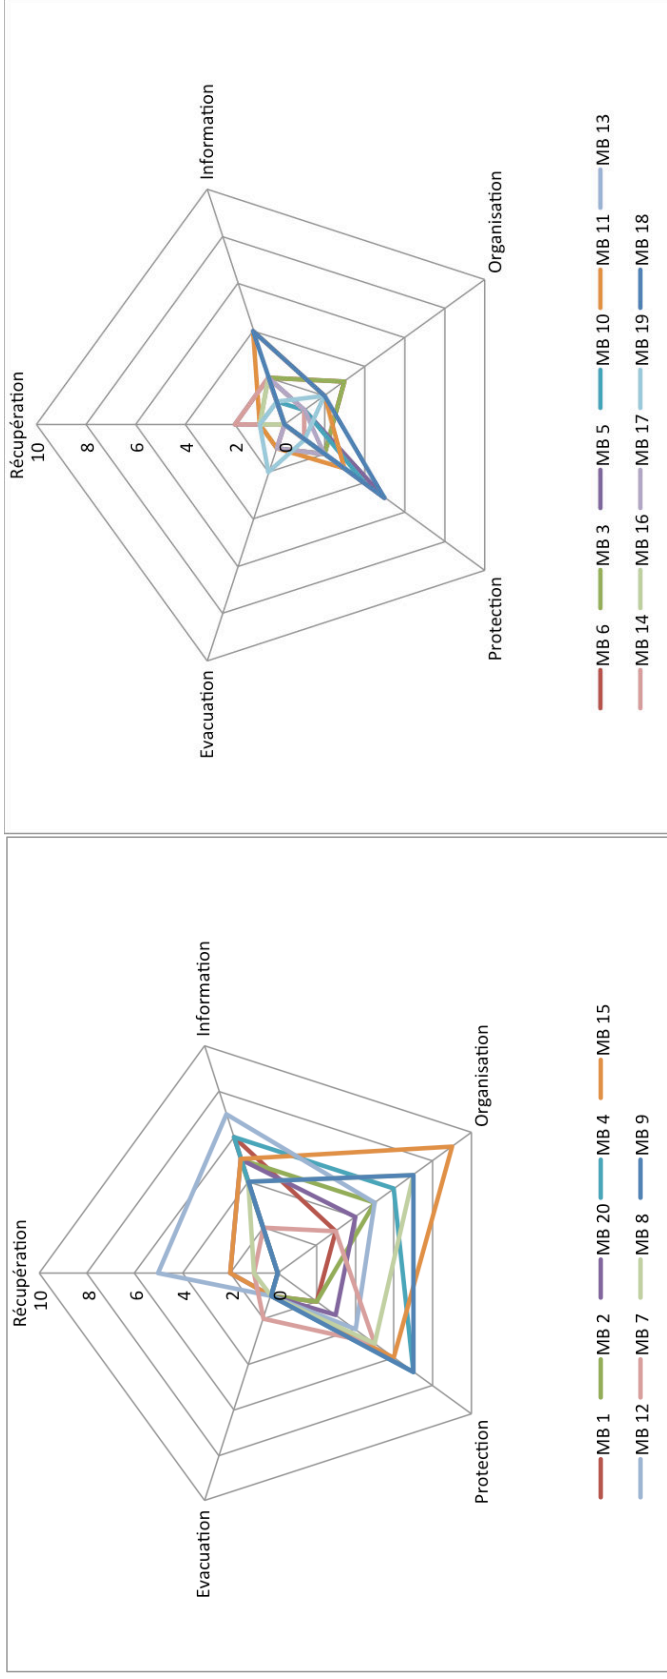 Récupération
10
8
6
4
2
0
Evacuation
Information
Protection
Organisation
MB 1 MB 2 MB 20 MB 4 MB 15
MB 12 MB 7 MB 8 MB 9
Récupération
10
8
6
4
2
0
Evacuation
Information
Protection
Organisation
MB 6 MB 3 MB 5 MB 10 MB 11 MB 13
MB 14 MB 16 MB 17 MB 19 MB 18